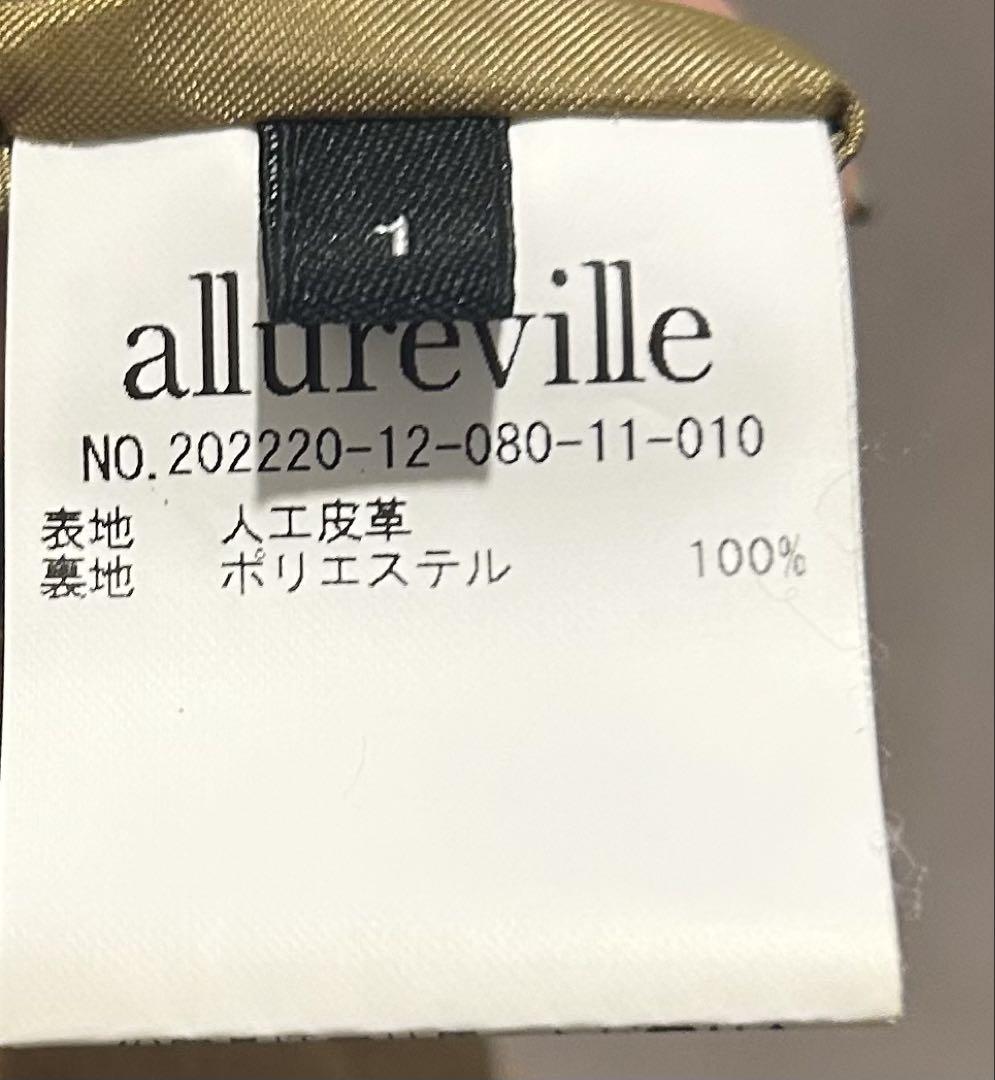 1
allureville
NO.202220-12-080-11-010
表地 人工皮革
裏地 ポリエステル 100%